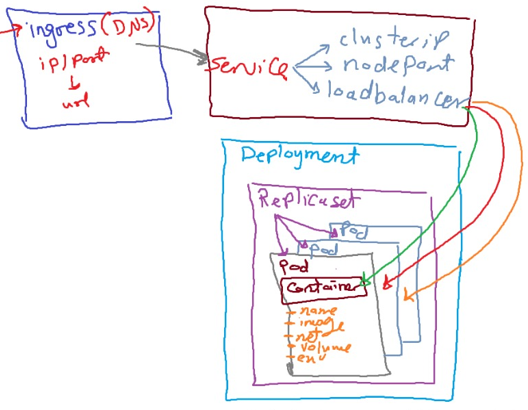 ingress (DNS)
ip/port
url
service
clusterip
nodeport
loadbalancer
Deployment
Replicaset
Pod
Pod
Pod
Container
name
image
net
volume
env